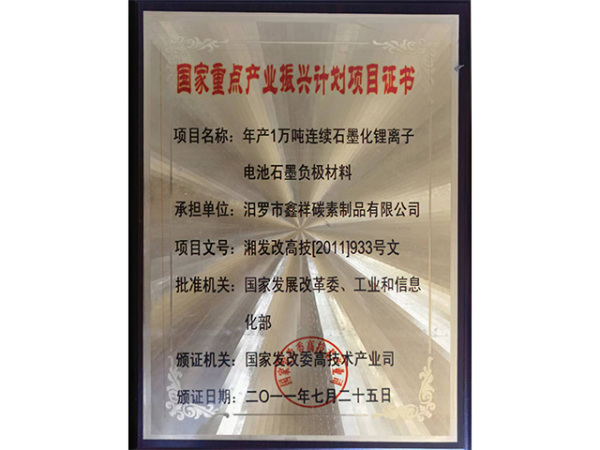 国家重点产业振兴计划项目证书
项目名称：年产1万吨连续石墨化锂离子
电池石墨负极材料
承担单位：汨罗市鑫祥碳素制品有限公司
项目文号：湘发改高技[2011]933号文
批准机关：国家发展改革委、工业和信息
化部
颁证机关：国家发改委高技术产业司
颁证日期：二〇一一年七月二十五日